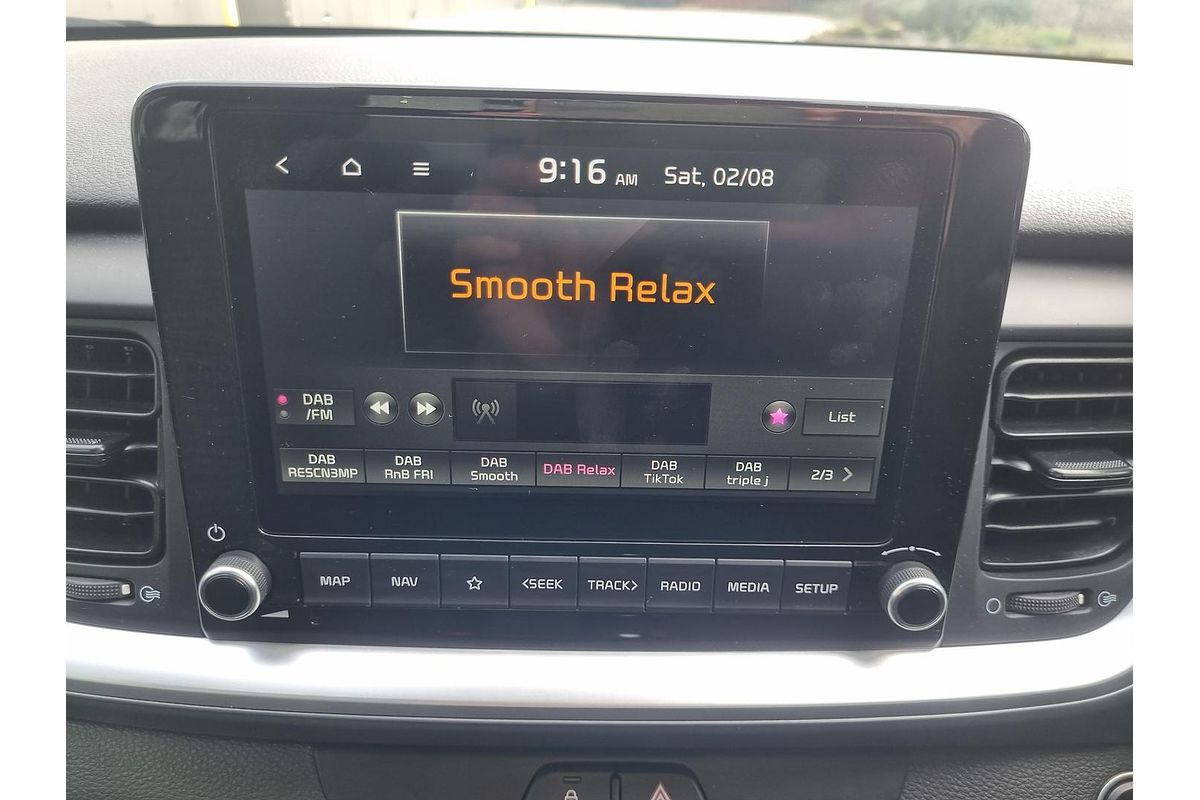 9:16 AM Sat, 02/08
Smooth Relax
DAB
/FM
List
DAB
RESCN3MP
DAB
RnB FRI
DAB
Smooth
DAB Relax
DAB
TikTok
DAB
triple j
2/3 >
MAP
NAV
<SEEK
TRACK>
RADIO
MEDIA
SETUP